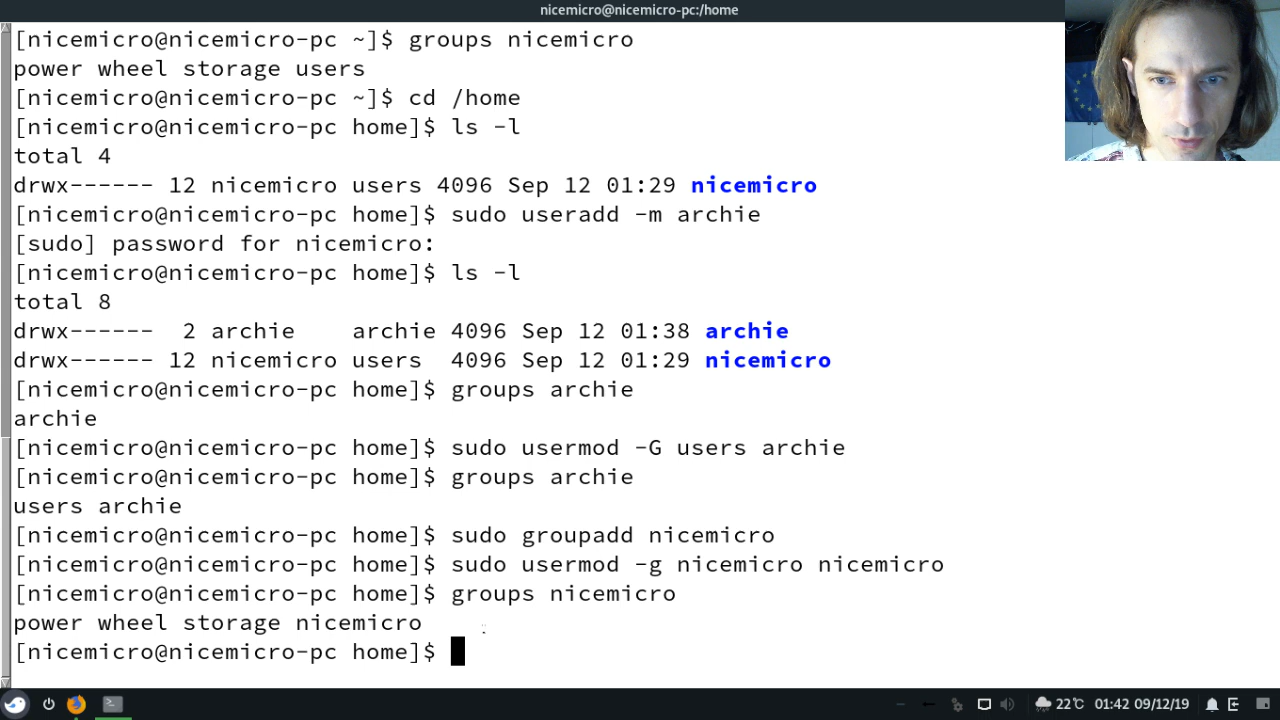 nicemicro@nicemicro-pc:/home
[nicemicro@nicemicro-pc ~]$ groups nicemicro
power wheel storage users
[nicemicro@nicemicro-pc ~]$ cd /home
[nicemicro@nicemicro-pc home]$ ls -l
total 4
drwx------ 12 nicemicro users 4096 Sep 12 01:29 nicemicro
[nicemicro@nicemicro-pc home]$ sudo useradd -m archie
[sudo] password for nicemicro:
[nicemicro@nicemicro-pc home]$ ls -l
total 8
drwx------  2 archie    archie 4096 Sep 12 01:38 archie
drwx------ 12 nicemicro users  4096 Sep 12 01:29 nicemicro
[nicemicro@nicemicro-pc home]$ groups archie
archie
[nicemicro@nicemicro-pc home]$ sudo usermod -G users archie
[nicemicro@nicemicro-pc home]$ groups archie
users archie
[nicemicro@nicemicro-pc home]$ sudo groupadd nicemicro
[nicemicro@nicemicro-pc home]$ sudo usermod -g nicemicro nicemicro
[nicemicro@nicemicro-pc home]$ groups nicemicro
power wheel storage nicemicro
[nicemicro@nicemicro-pc home]$
22°C 01:42 09/12/19